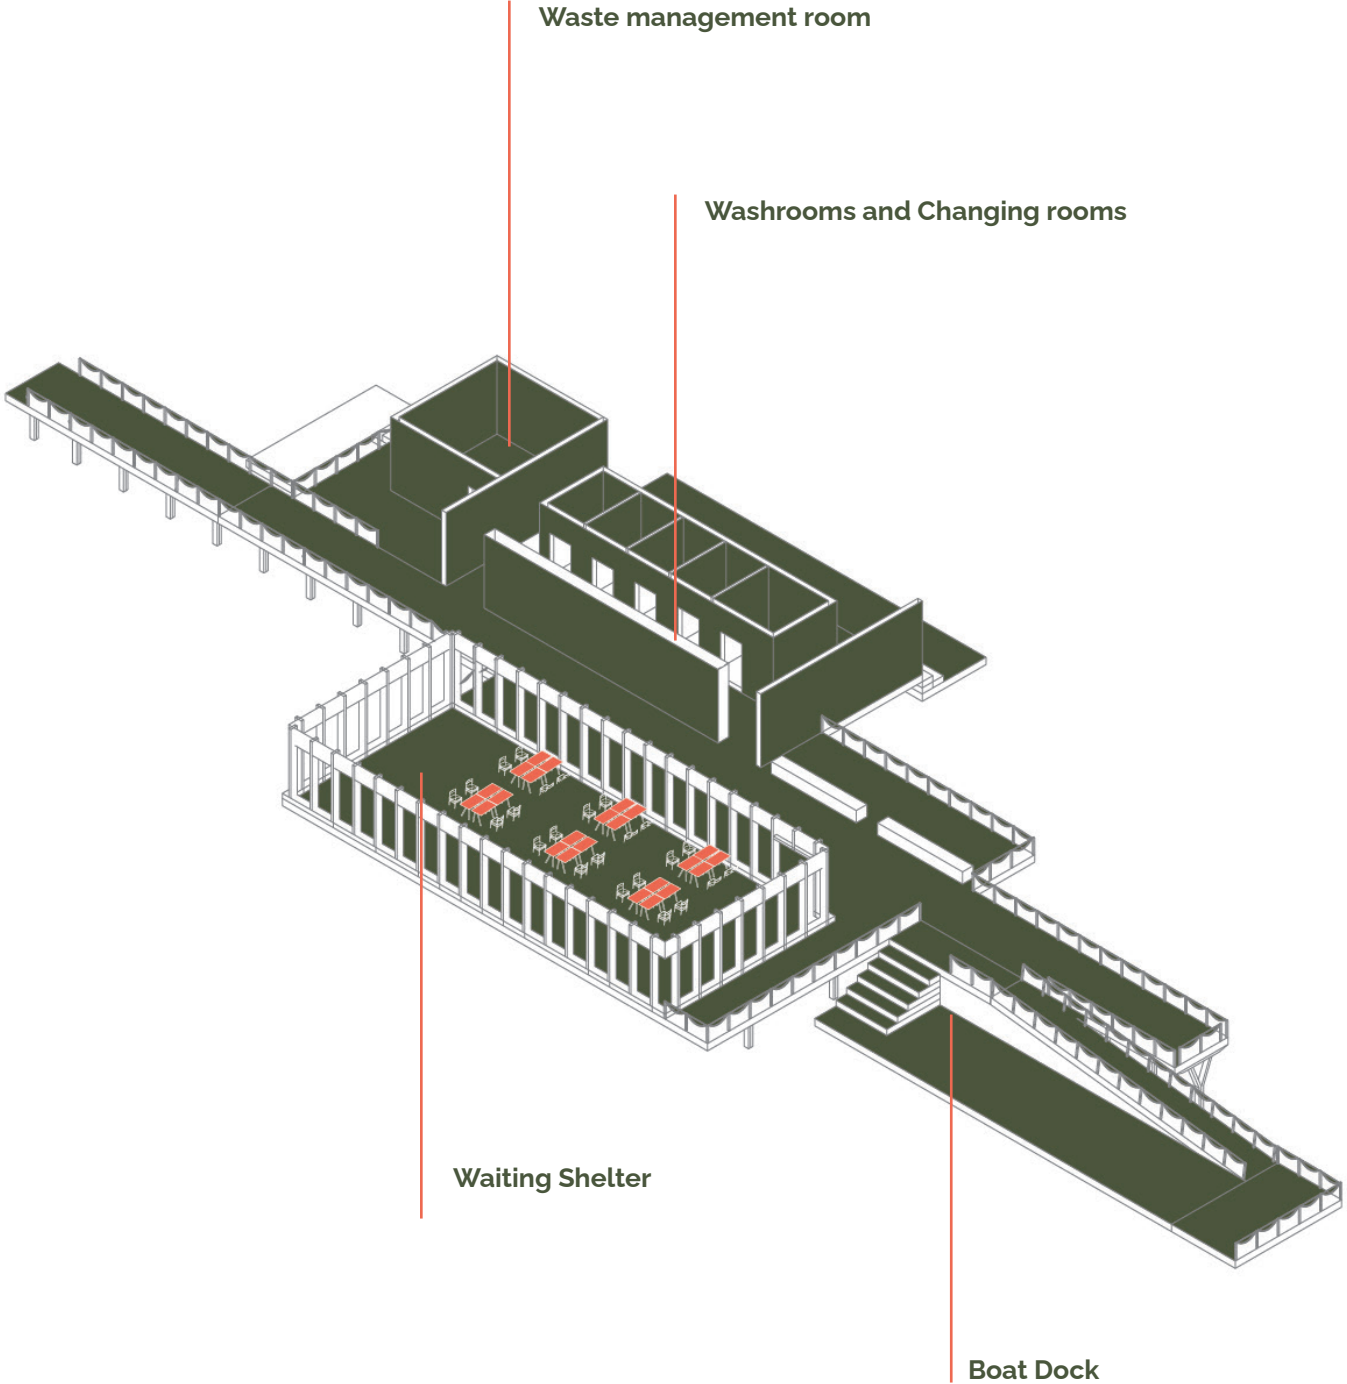 Waste management room
Washrooms and Changing rooms
Waiting Shelter
Boat Dock